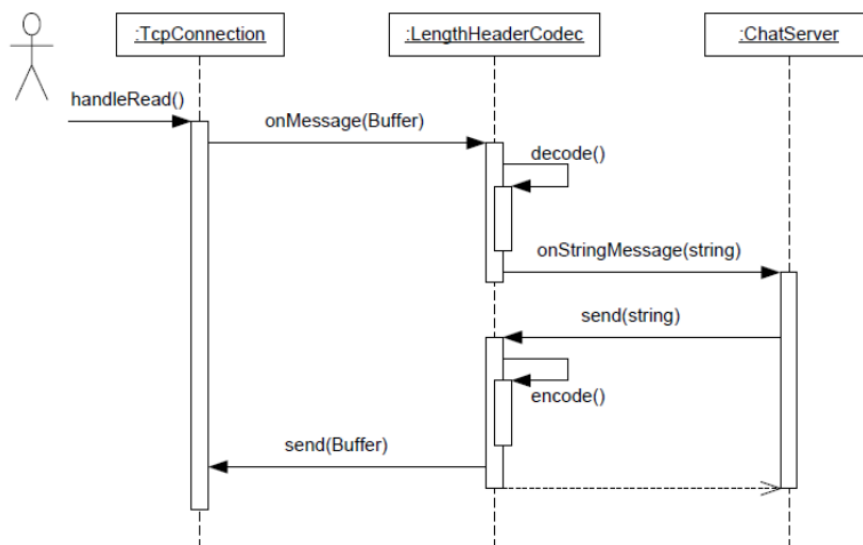 :TcpConnection
:LengthHeaderCodec
:ChatServer
handleRead()
onMessage(Buffer)
decode()
onStringMessage(string)
send(string)
encode()
send(Buffer)